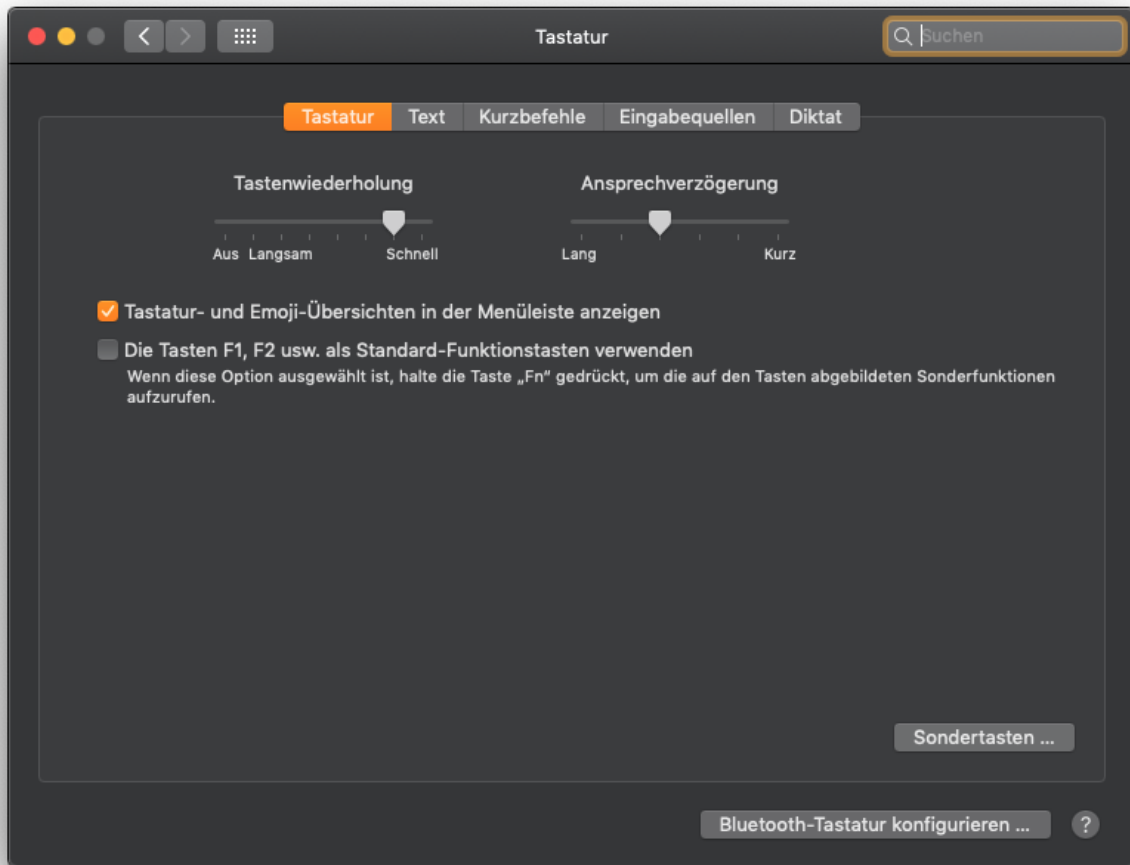 Tastatur
Suchen
Tastatur Text Kurzbefehle Eingabequellen Diktat
Tastenwiederholung Ansprechverzögerung
Aus Langsam Schnell Lang Kurz
Tastatur- und Emoji-Übersichten in der Menüleiste anzeigen
Die Tasten F1, F2 usw. als Standard-Funktionstasten verwenden
Wenn diese Option ausgewählt ist, halte die Taste „Fn“ gedrückt, um die auf den Tasten abgebildeten Sonderfunktionen
aufzurufen.
Sondertasten ...
Bluetooth-Tastatur konfigurieren ... ?